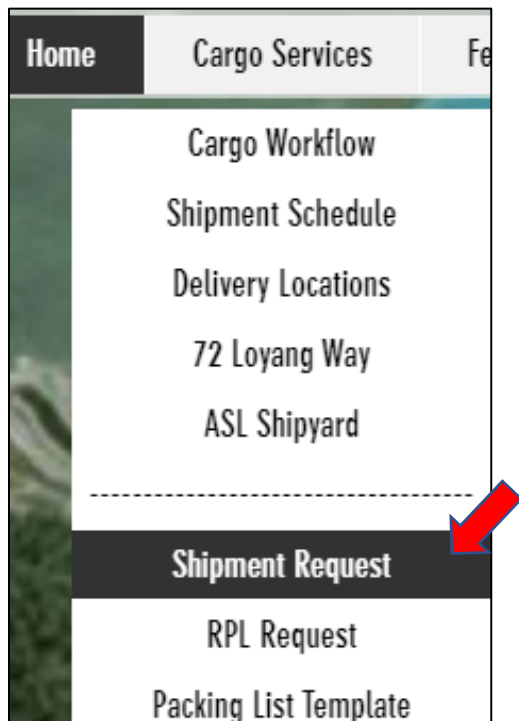 Home Cargo Services Fe
Cargo Workflow
Shipment Schedule
Delivery Locations
72 Loyang Way
ASL Shipyard
-----------------------------------
Shipment Request
RPL Request
Packing List Template